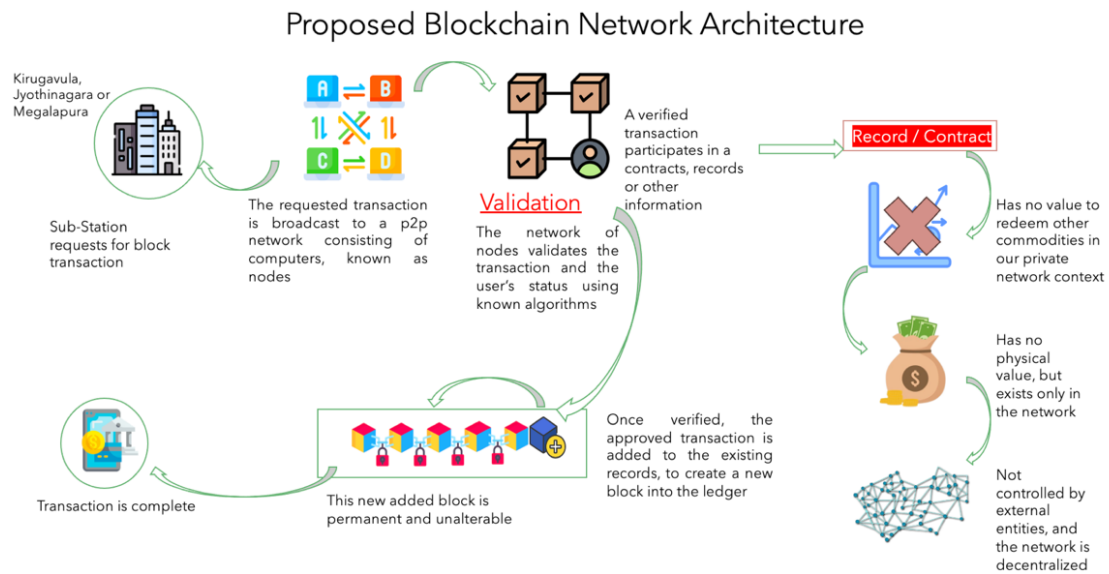 Proposed Blockchain Network Architecture
Kirugavula,
Jyothinagara or
Megalapura
Sub-Station
requests for block
transaction
A
B
C
D
The requested transaction
is broadcast to a p2p
network consisting of
computers, known as
nodes
Validation
The network of
nodes validates the
transaction and the
user's status using
known algorithms
A verified
transaction
participates in a
contracts, records
or other
information
Record / Contract
Has no value to
redeem other
commodities in
our private
network context
$
Has no
physical
value, but
exists only in
the network
Not
controlled by
external
entities, and
the network is
decentralized
Once verified, the
approved transaction is
added to the existing
records, to create a new
block into the ledger
This new added block is
permanent and unalterable
$
Transaction is complete